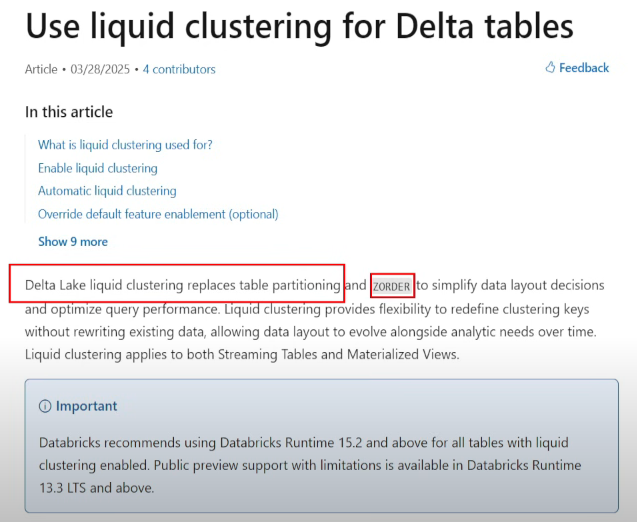 Use liquid clustering for Delta tables
Article • 03/28/2025 • 4 contributors
Feedback
In this article
What is liquid clustering used for?
Enable liquid clustering
Automatic liquid clustering
Override default feature enablement (optional)
Show 9 more
Delta Lake liquid clustering replaces table partitioning and ZORDER to simplify data layout decisions
and optimize query performance. Liquid clustering provides flexibility to redefine clustering keys
without rewriting existing data, allowing data layout to evolve alongside analytic needs over time.
Liquid clustering applies to both Streaming Tables and Materialized Views.
Important
Databricks recommends using Databricks Runtime 15.2 and above for all tables with liquid
clustering enabled. Public preview support with limitations is available in Databricks Runtime
13.3 LTS and above.